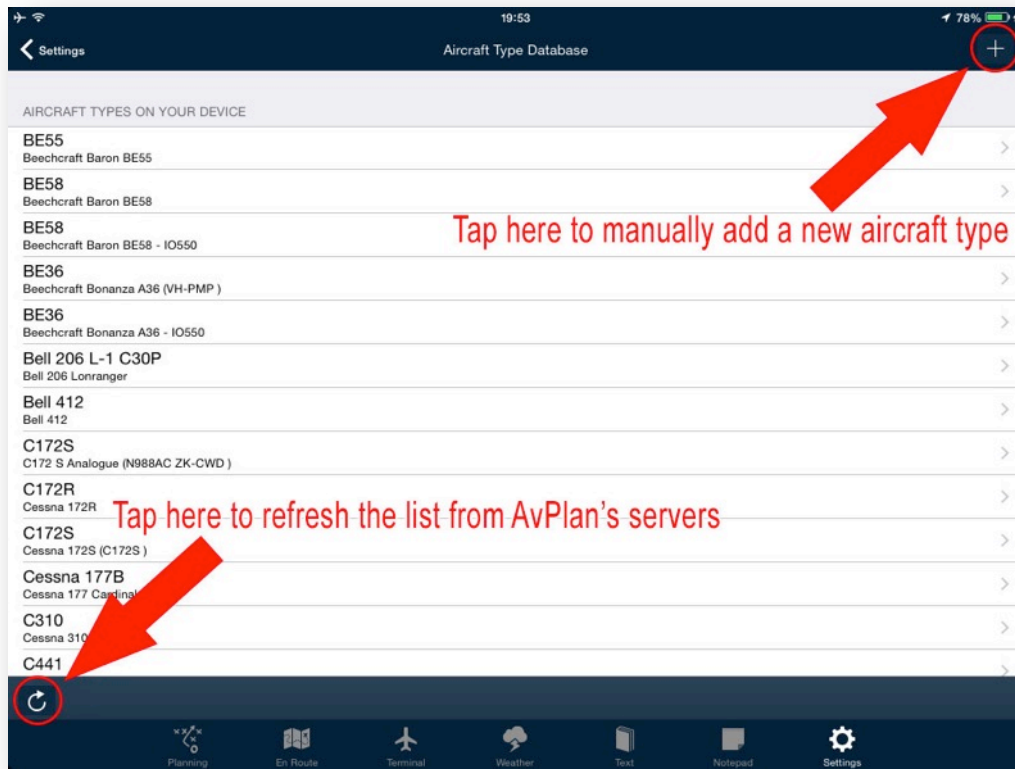 19:53
78%
Settings
Aircraft Type Database
AIRCRAFT TYPES ON YOUR DEVICE
BE55
Beechcraft Baron BE55
BE58
Beechcraft Baron BE58
BE58
Beechcraft Baron BE58 - IO550
Tap here to manually add a new aircraft type
BE36
Beechcraft Bonanza A36 (VH-PMP )
BE36
Beechcraft Bonanza A36 - IO550
Bell 206 L-1 C30P
Bell 206 Lonranger
Bell 412
Bell 412
C172S
C172 S Analogue (N988AC ZK-CWD )
C172R
Cessna 172R
Tap here to refresh the list from AvPlan's servers
C172S
Cessna 172S (C172S )
Cessna 177B
Cessna 177 Cardinal
C310
Cessna 310
C441
Planning
En Route
Terminal
Weather
Text
Notepad
Settings